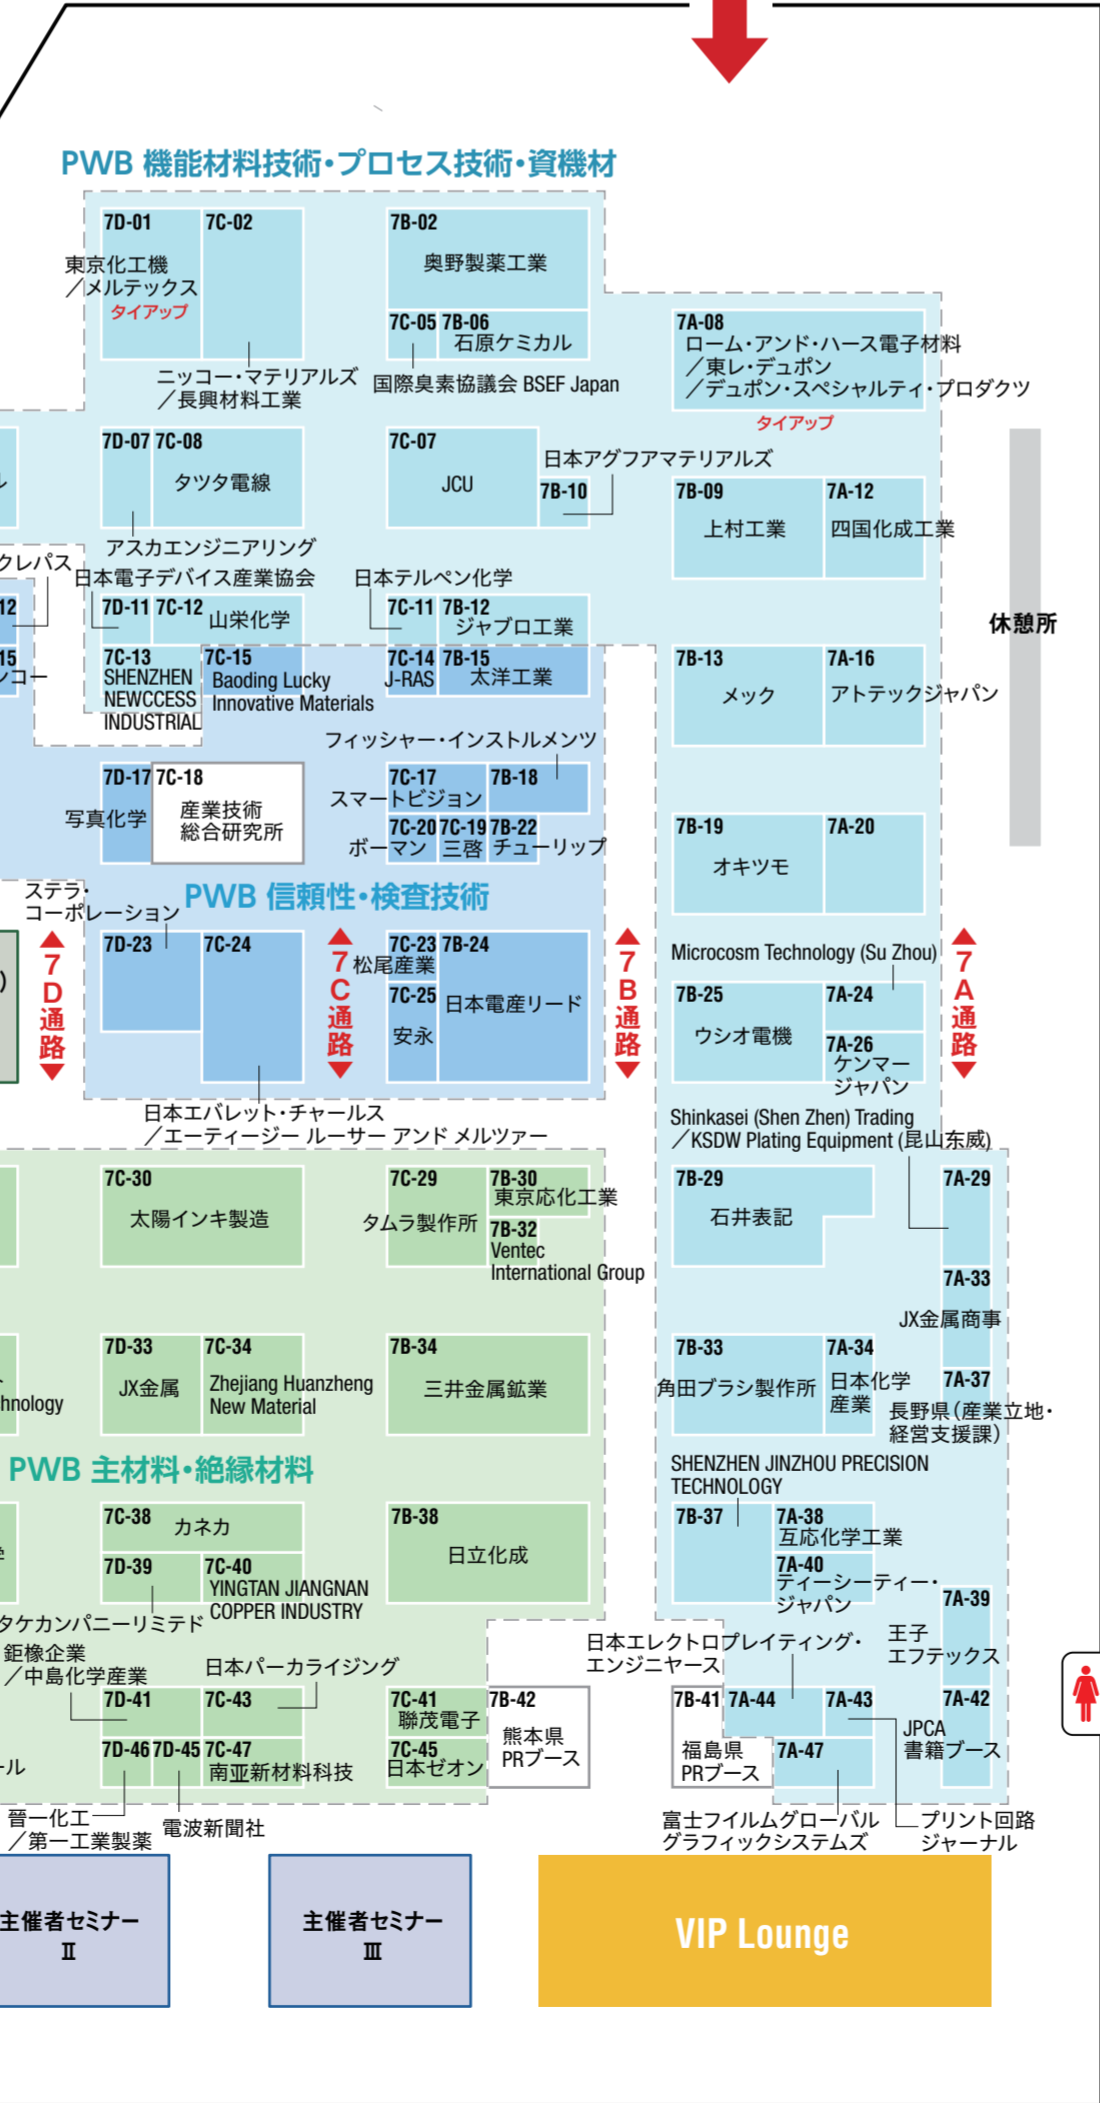 PWB 機能材料技術・プロセス技術・資機材
7D-01
東京化工機
／メルテックス
タイアップ
7C-02
ニッコー・マテリアルズ
／長興材料工業
7B-02
奥野製薬工業
7C-05
国際臭素協議会 BSEF Japan
7B-06
石原ケミカル
7A-08
ローム・アンド・ハース電子材料
／東レ・デュポン
／デュポン・スペシャルティ・プロダクツ
タイアップ
ル
7D-07
アスカエンジニアリング
7C-08
タツタ電線
7C-07
JCU
日本アグフアマテリアルズ
7B-10
7B-09
上村工業
7A-12
四国化成工業
クレパス
12
15
ンコー
日本電子デバイス産業協会
7D-11
7C-12
山栄化学
日本テルペン化学
7C-11
7B-12
ジャブロ工業
休憩所
7C-13
SHENZHEN
NEWCCESS
INDUSTRIAL
7C-15
Baoding Lucky
Innovative Materials
7C-14
J-RAS
7B-15
太洋工業
7B-13
メック
7A-16
アトテックジャパン
フィッシャー・インストルメンツ
7D-17
写真化学
7C-18
産業技術
総合研究所
7C-17
スマートビジョン
7B-18
7C-20
ボーマン
7C-19
三啓
7B-22
チューリップ
7B-19
オキツモ
7A-20
PWB 信頼性・検査技術
ステラ・
コーポレーション
7D-23
7C-24
日本エバレット・チャールス
／エーティージー ルーサー アンド メルツァー
7C-23
松尾産業
7B-24
日本電産リード
7C-25
安永
)
7D通路
7C通路
7B通路
7A通路
Microcosm Technology (Su Zhou)
7B-25
ウシオ電機
7A-24
7A-26
ケンマー
ジャパン
Shinkasei (Shen Zhen) Trading
／KSDW Plating Equipment (昆山东威)
7C-30
太陽インキ製造
7C-29
タムラ製作所
7B-30
東京応化工業
7B-32
Ventec
International Group
7B-29
石井表記
7A-29
7A-33
JX金属商事
hnology
7D-33
JX金属
7C-34
Zhejiang Huanzheng
New Material
7B-34
三井金属鉱業
7B-33
角田ブラシ製作所
7A-34
日本化学
産業
7A-37
長野県（産業立地・
経営支援課）
PWB 主材料・絶縁材料
SHENZHEN JINZHOU PRECISION
TECHNOLOGY
7C-38
カネカ
7B-38
日立化成
7D-39
7C-40
YINGTAN JIANGNAN
COPPER INDUSTRY
タケカンパニーリミテド
7B-37
7A-38
互応化学工業
7A-40
ティーシーティー・
ジャパン
7A-39
王子
エフテックス
鉅橡企業
／中島化学産業
7D-41
日本パーカライジング
7C-43
7C-41
聯茂電子
7B-42
熊本県
PRブース
日本エレクトロプレイティング・
エンジニヤース
7B-41
福島県
PRブース
7A-44
7A-43
7A-42
JPCA
書籍ブース
ール
7D-46
7D-45
7C-47
南亚新材料科技
7C-45
日本ゼオン
7A-47
晉一化工
／第一工業製薬
電波新聞社
富士フイルムグローバル
グラフィックシステムズ
プリント回路
ジャーナル
主催者セミナー
Ⅱ
主催者セミナー
Ⅲ
VIP Lounge